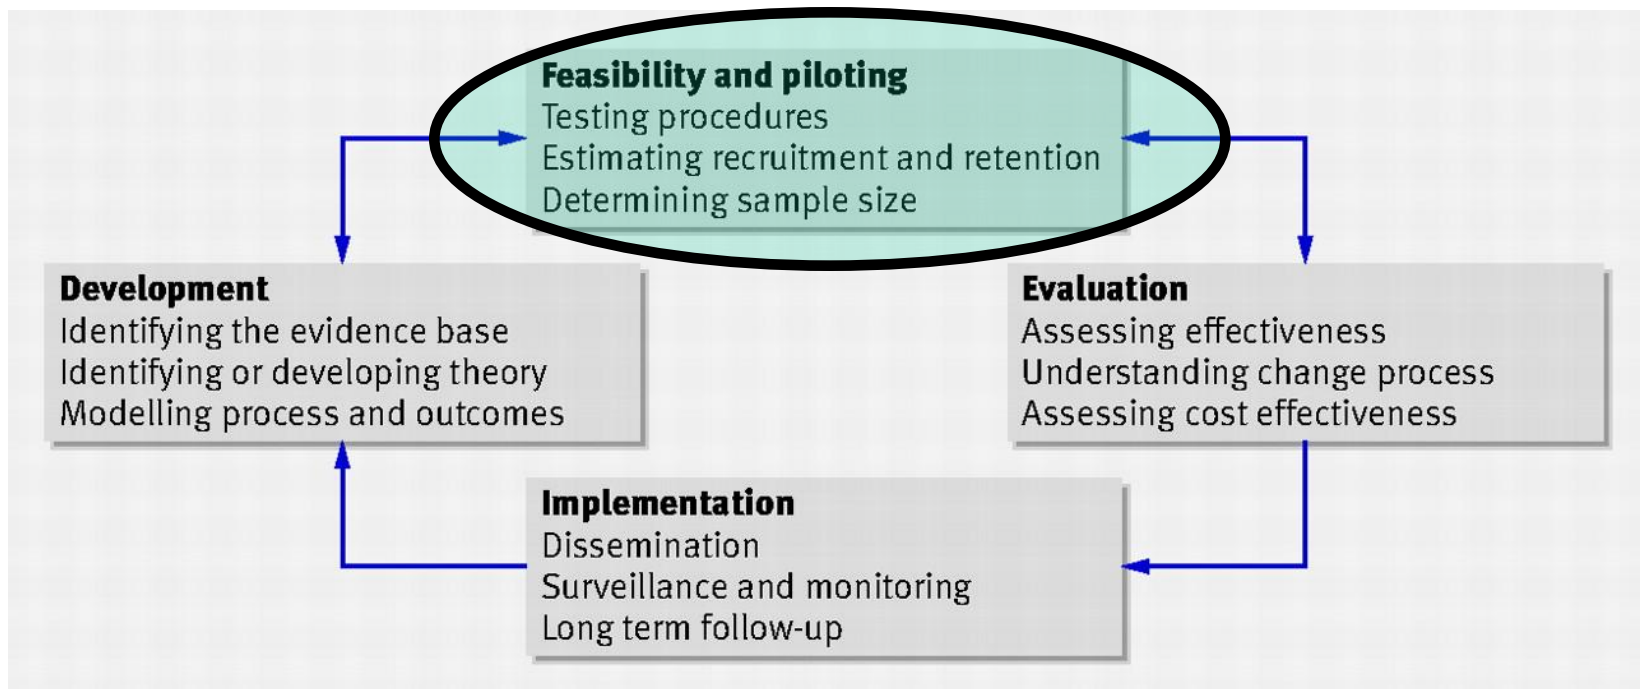 Feasibility and piloting
Testing procedures
Estimating recruitment and retention
Determining sample size
Development
Identifying the evidence base
Identifying or developing theory
Modelling process and outcomes
Evaluation
Assessing effectiveness
Understanding change process
Assessing cost effectiveness
Implementation
Dissemination
Surveillance and monitoring
Long term follow-up